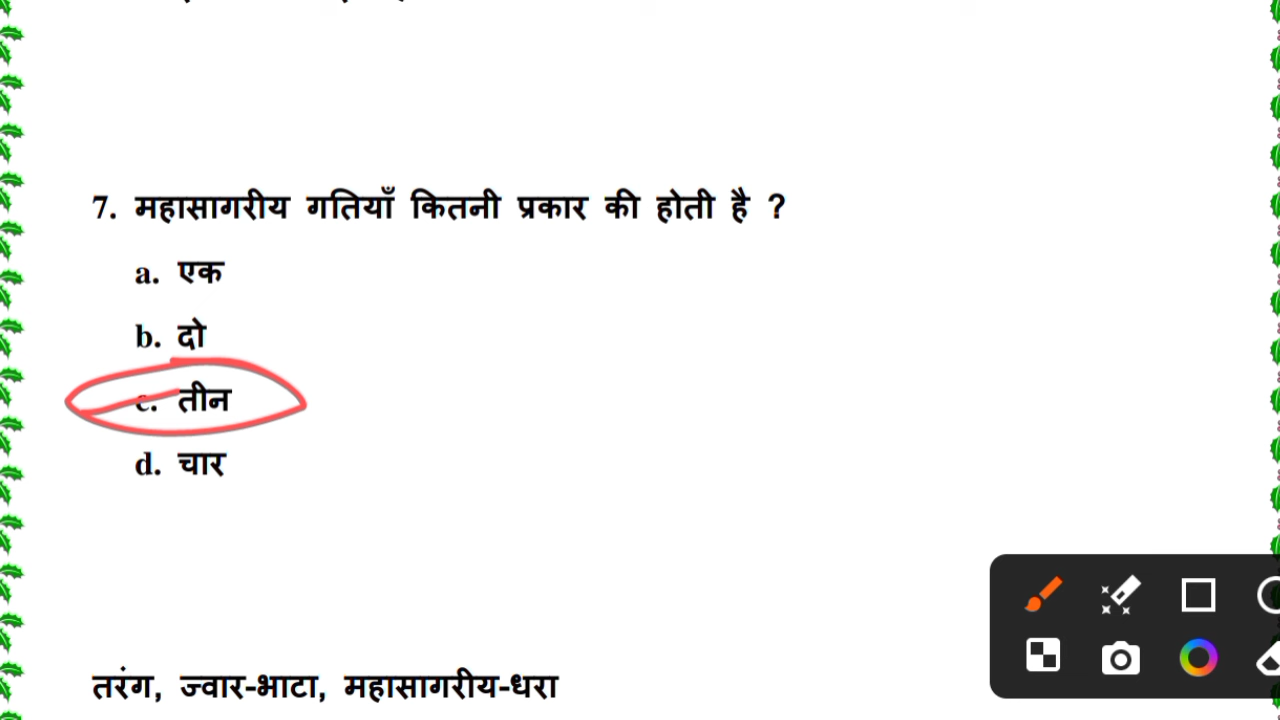 7. महासागरीय गतियाँ कितनी प्रकार की होती है ?
a. एक
b. दो
c. तीन
d. चार
तरंग, ज्वार-भाटा, महासागरीय-धरा